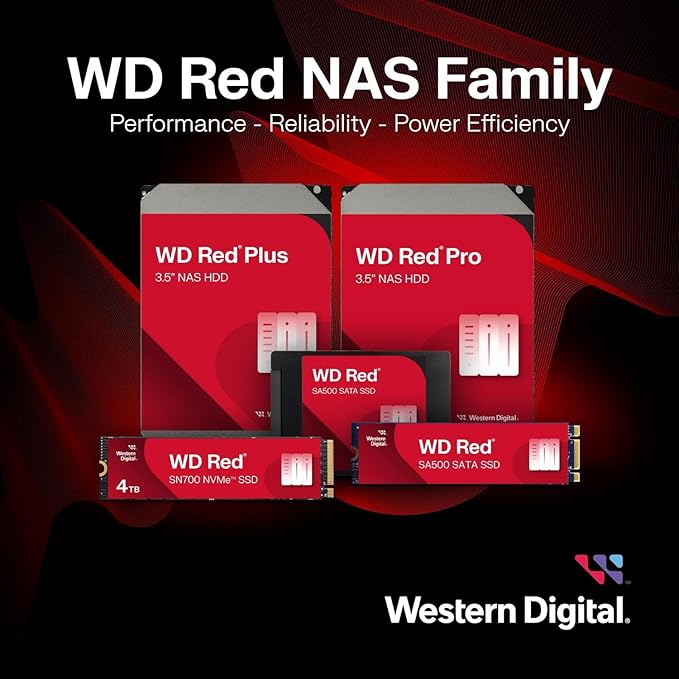 WD Red NAS Family
Performance - Reliability - Power Efficiency
WD Red® Plus
3.5" NAS HDD
WD Red® Pro
3.5" NAS HDD
WD Red®
SA500 SATA SSD
Western Digital.
Western
Digital.
4TB
WD Red®
SN700 NVMe™ SSD
Western
Digital.
WD Red®
SA500 SATA SSD
Western Digital®